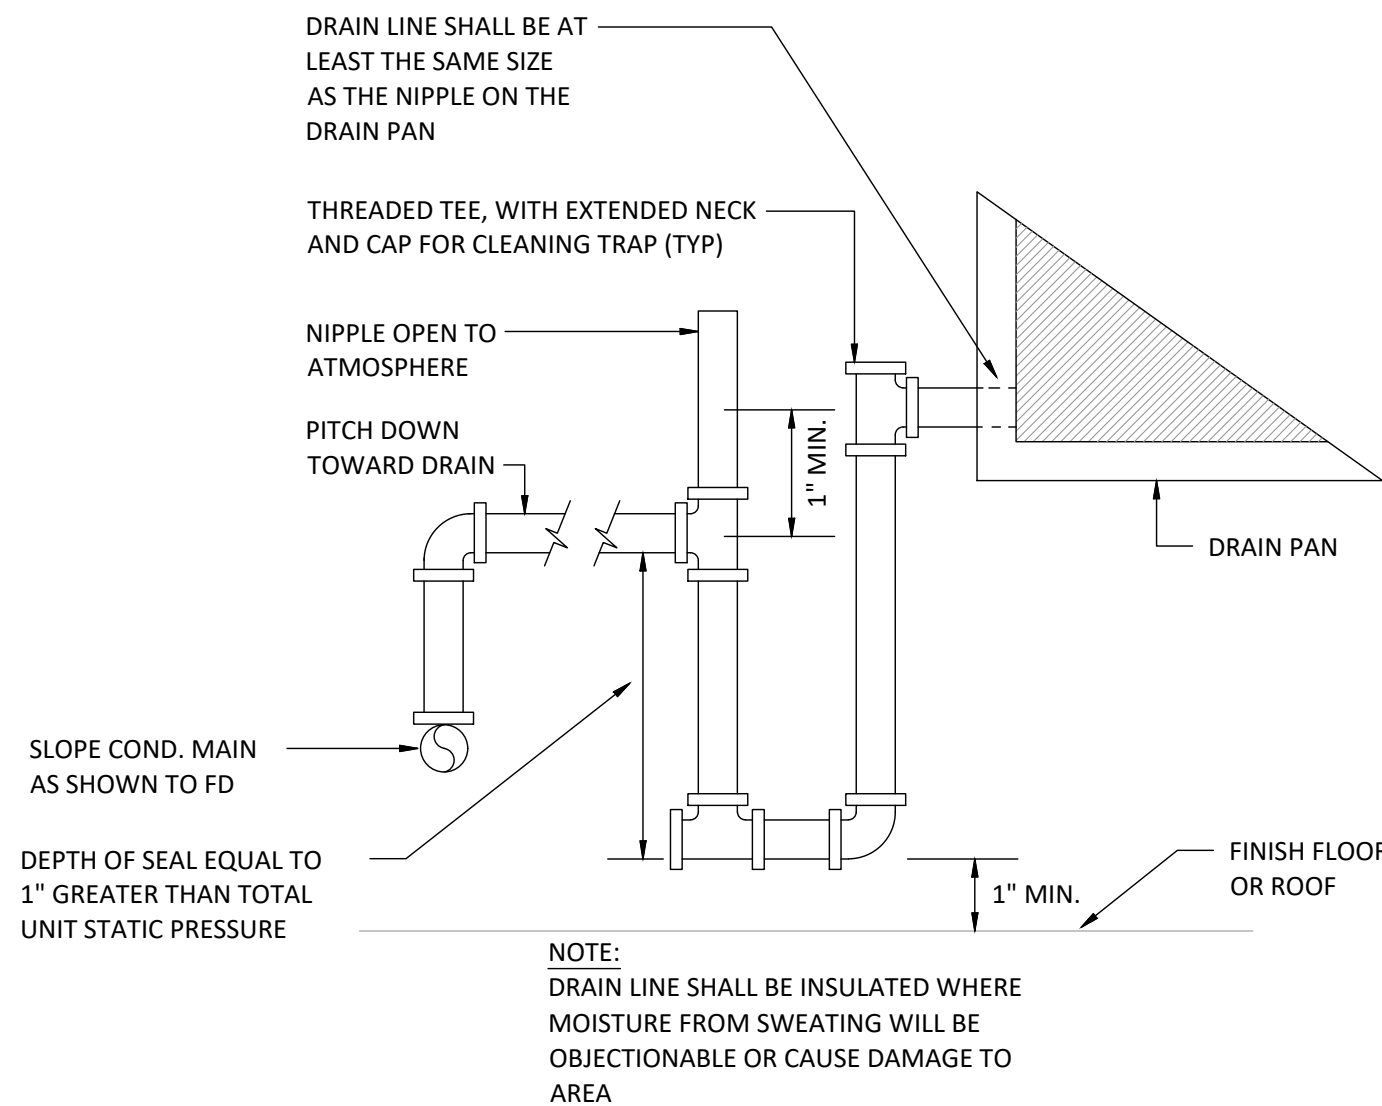 DRAIN LINE SHALL BE AT
LEAST THE SAME SIZE
AS THE NIPPLE ON THE
DRAIN PAN
THREADED TEE, WITH EXTENDED NECK
AND CAP FOR CLEANING TRAP (TYP)
NIPPLE OPEN TO
ATMOSPHERE
PITCH DOWN
TOWARD DRAIN
1" MIN.
DRAIN PAN
SLOPE COND. MAIN
AS SHOWN TO FD
DEPTH OF SEAL EQUAL TO
1" GREATER THAN TOTAL
UNIT STATIC PRESSURE
1" MIN.
FINISH FLOOR
OR ROOF
NOTE:
DRAIN LINE SHALL BE INSULATED WHERE
MOISTURE FROM SWEATING WILL BE
OBJECTIONABLE OR CAUSE DAMAGE TO
AREA